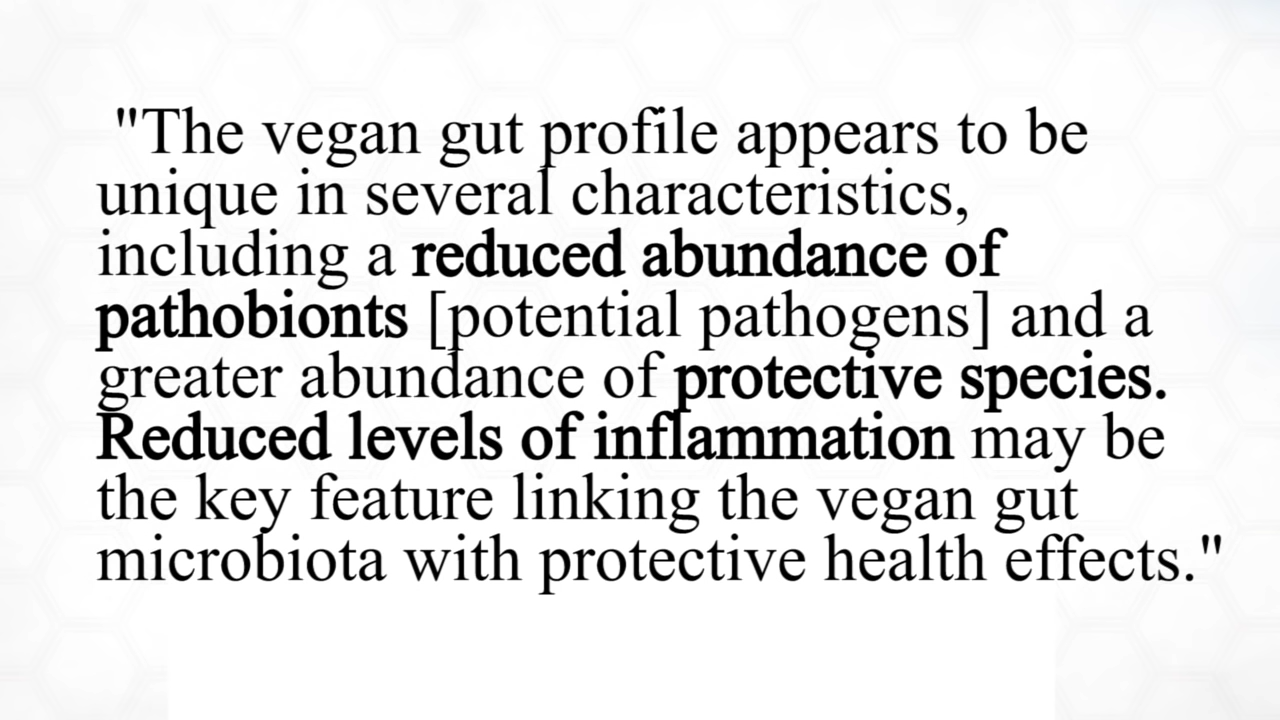 "The vegan gut profile appears to be
unique in several characteristics,
including a reduced abundance of
pathobionts [potential pathogens] and a
greater abundance of protective species.
Reduced levels of inflammation may be
the key feature linking the vegan gut
microbiota with protective health effects."